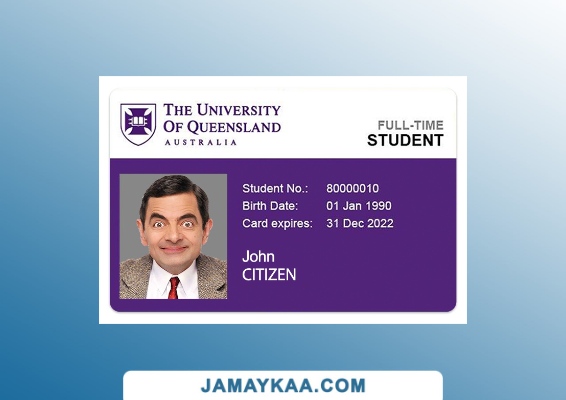 THE UNIVERSITY
OF QUEENSLAND
AUSTRALIA
FULL-TIME
STUDENT
Student No.: 80000010
Birth Date: 01 Jan 1990
Card expires: 31 Dec 2022
John
CITIZEN
JAMAYKAA.COM